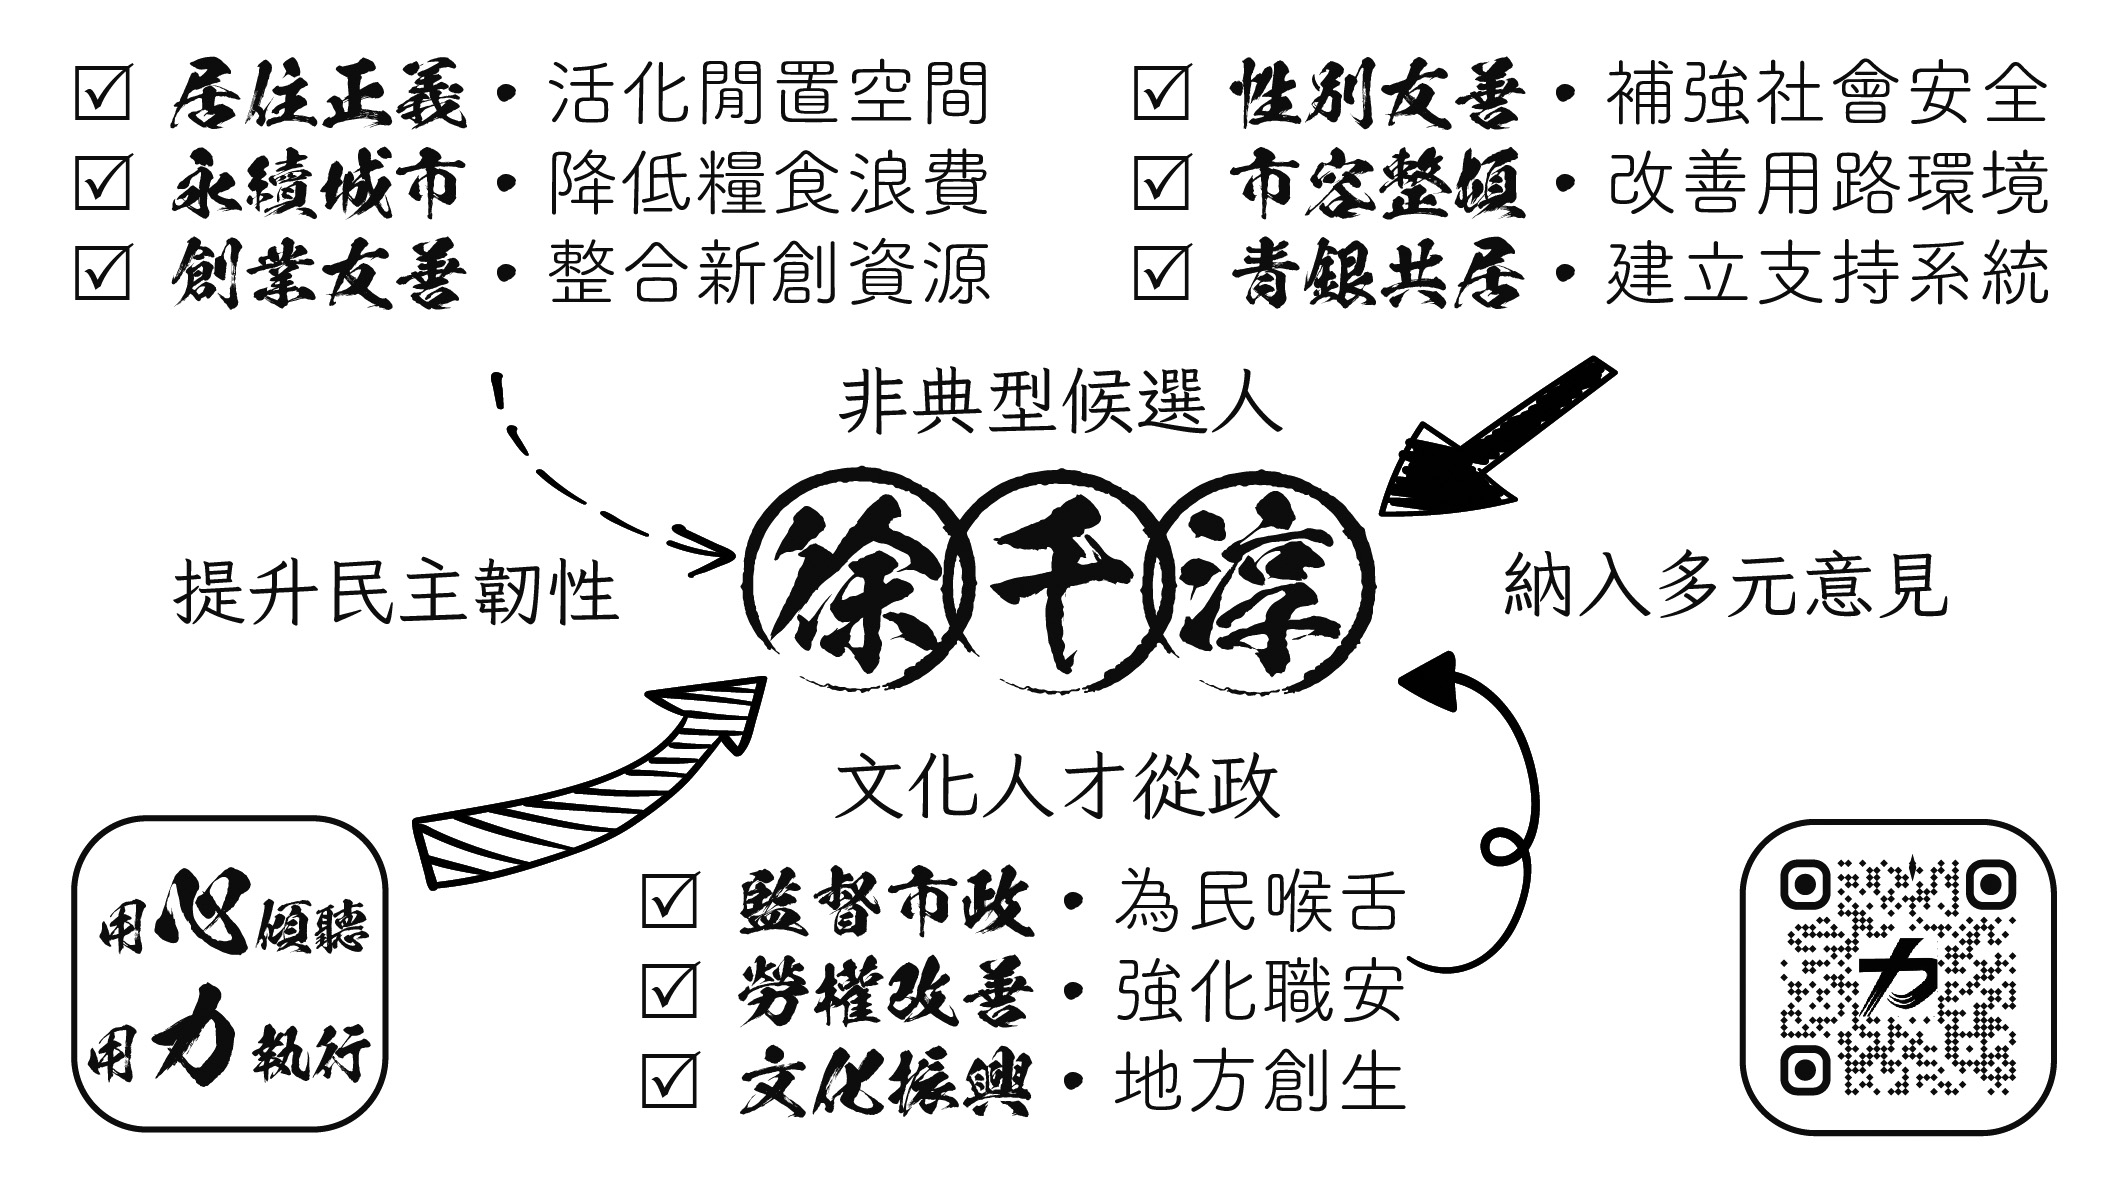 ☑ 居住正義・活化閒置空間
☑ 永續城市・降低糧食浪費
☑ 創業友善・整合新創資源
☑ 性別友善・補強社會安全
☑ 市容整頓・改善用路環境
☑ 青銀共居・建立支持系統
非典型候選人
徐千淳
提升民主韌性
納入多元意見
文化人才從政
☑ 監督市政・為民喉舌
☑ 勞權改善・強化職安
☑ 文化振興・地方創生
用心傾聽
用力執行
力